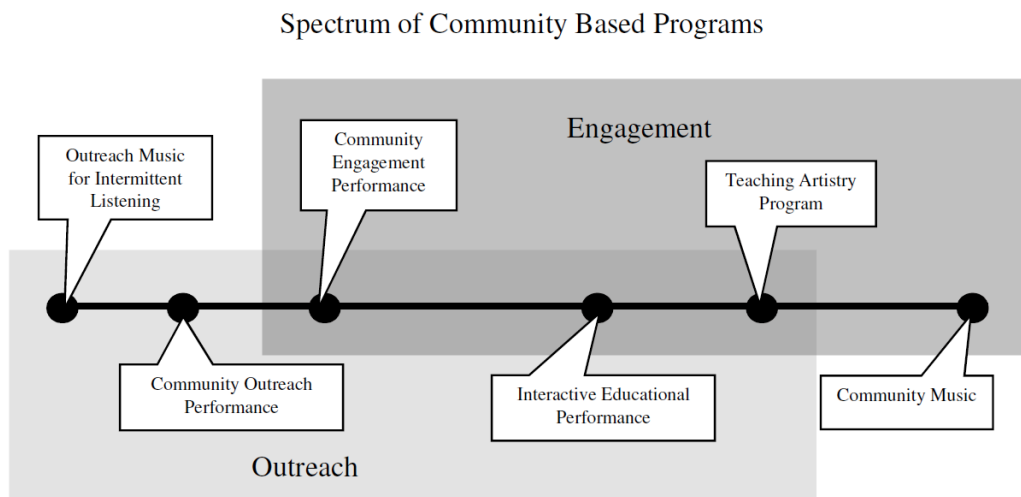 Spectrum of Community Based Programs
Engagement
Outreach Music
for Intermittent
Listening
Community
Engagement
Performance
Teaching Artistry
Program
Community Outreach
Performance
Interactive Educational
Performance
Community Music
Outreach